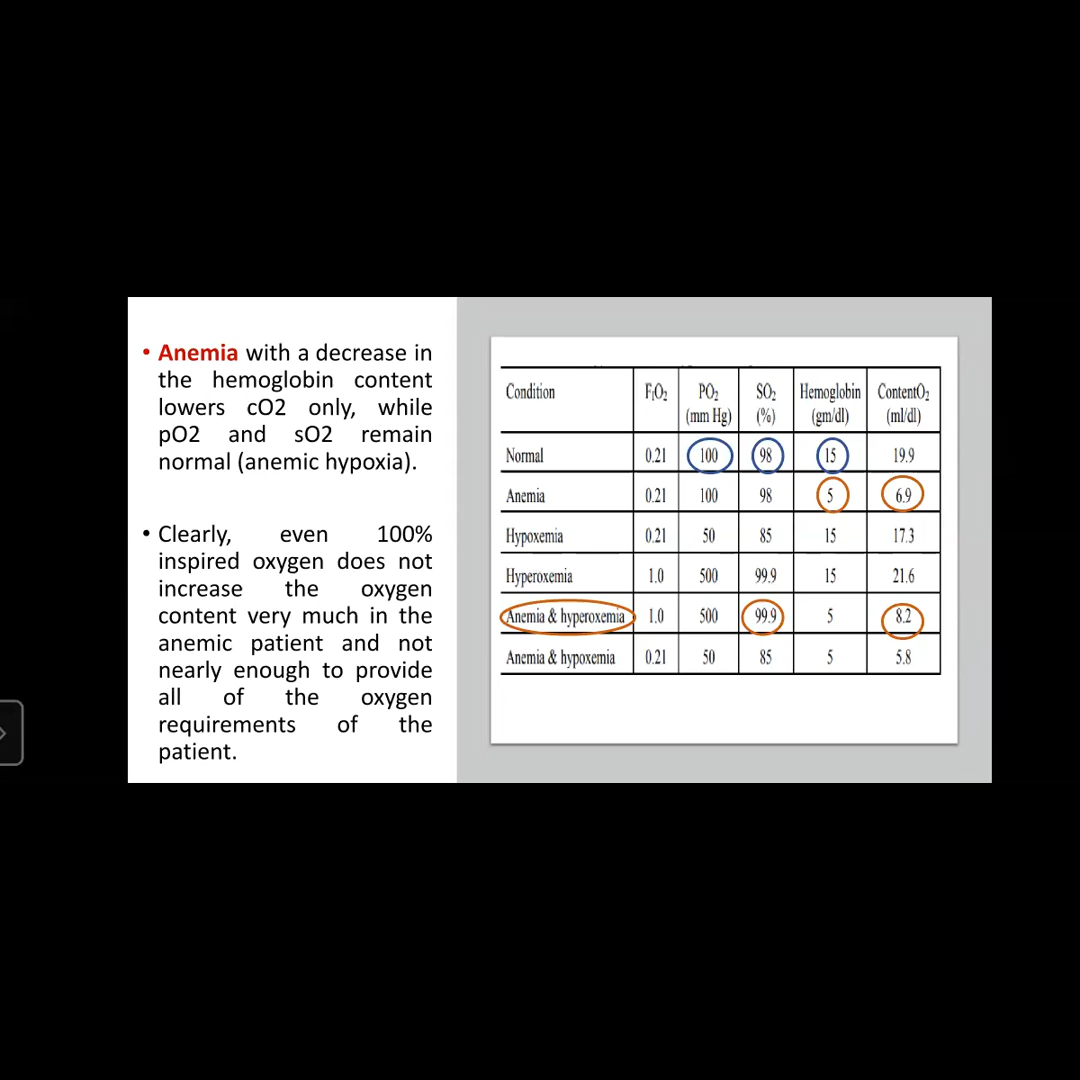 • Anemia with a decrease in
the hemoglobin content
lowers cO2 only, while
pO2 and sO2 remain
normal (anemic hypoxia).
• Clearly, even 100%
inspired oxygen does not
increase the oxygen
content very much in the
anemic patient and not
nearly enough to provide
all of the oxygen
requirements of the
patient.
Condition FᵢO₂ PO₂ (mm Hg) SO₂ (%) Hemoglobin (gm/dl) ContentO₂ (ml/dl)
Normal 0.21 100 98 15 19.9
Anemia 0.21 100 98 5 6.9
Hypoxemia 0.21 50 85 15 17.3
Hyperoxemia 1.0 500 99.9 15 21.6
Anemia & hyperoxemia 1.0 500 99.9 5 8.2
Anemia & hypoxemia 0.21 50 85 5 5.8